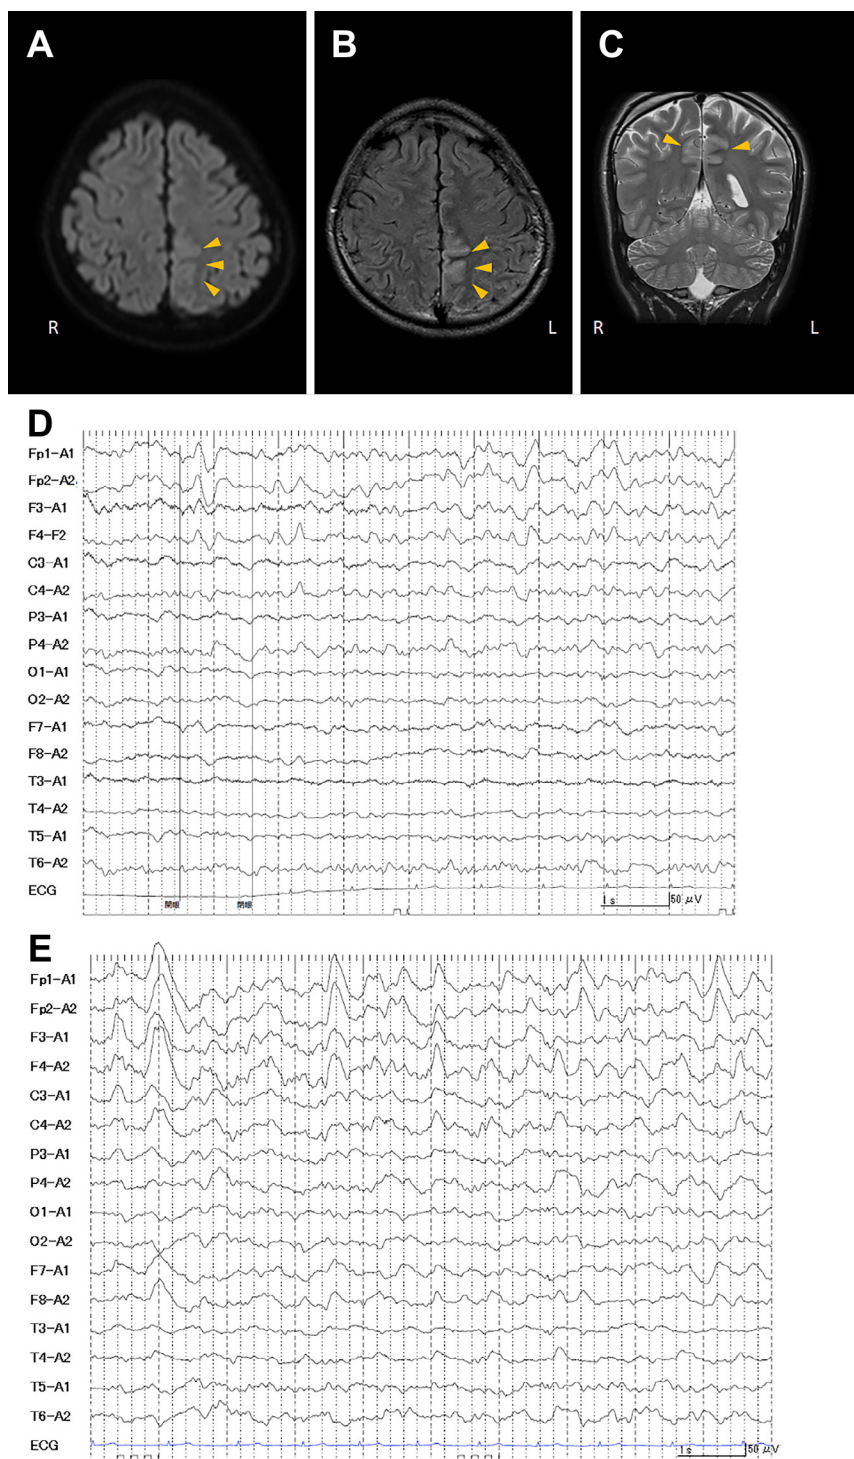 A
B
C
R
L
R
L
D
Fp1-A1
Fp2-A2
F3-A1
F4-F2
C3-A1
C4-A2
P3-A1
P4-A2
O1-A1
O2-A2
F7-A1
F8-A2
T3-A1
T4-A2
T5-A1
T6-A2
ECG
開眼 閉眼
1 s 50 μV
E
Fp1-A1
Fp2-A2
F3-A1
F4-A2
C3-A1
C4-A2
P3-A1
P4-A2
O1-A1
O2-A2
F7-A1
F8-A2
T3-A1
T4-A2
T5-A1
T6-A2
ECG
1 s 50 μV